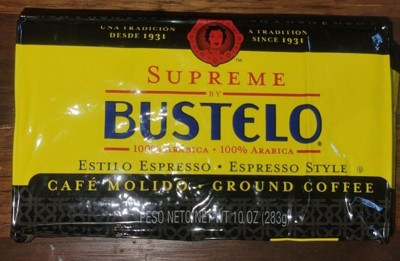 UNA TRADICIÓN A TRADITION
DESDE 1931 SINCE 1931
SUPREME
BY
BUSTELO
100% ARABICA · 100% ARABICA
ESTILO ESPRESSO · ESPRESSO STYLE
CAFÉ MOLIDO · GROUND COFFEE
PESO NETO/NET WT 10 OZ (283g)